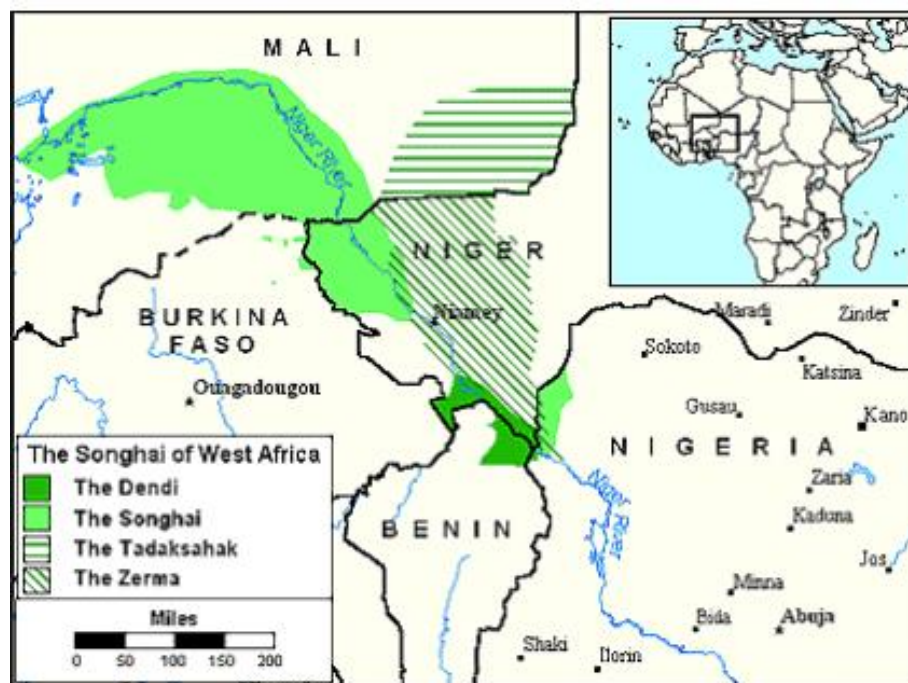 MALI
Niger River
NIGER
Niamey
BURKINA
FASO
Ouagadougou
Maradi
Zinder
Sokoto
Katsina
Gusau
Kano
NIGERIA
Zaria
Kaduna
Jos
Niger River
BENIN
Minna
Bida
Abuja
Shaki
Ilorin
The Songhai of West Africa
The Dendi
The Songhai
The Tadaksahak
The Zerma
Miles
0 50 100 150 200